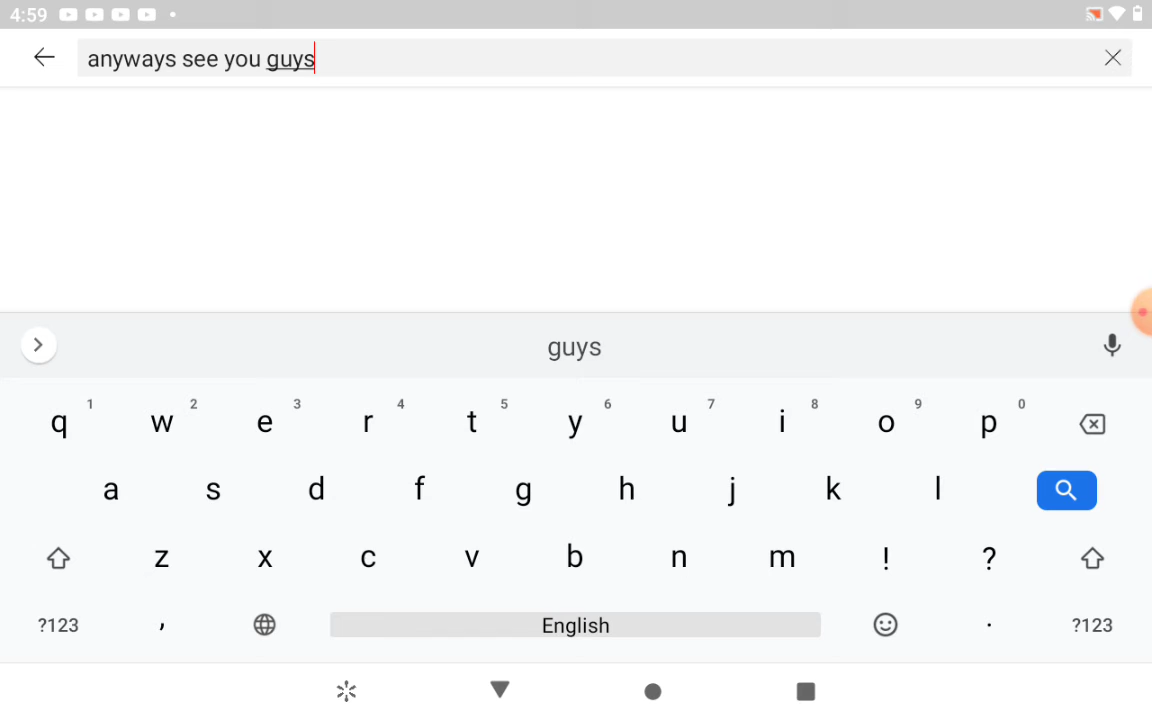 4:59
anyways see you guys
guys
q 1 w 2 e 3 r 4 t 5 y 6 u 7 i 8 o 9 p 0
a s d f g h j k l
z x c v b n m ! ?
?123 , English . ?123